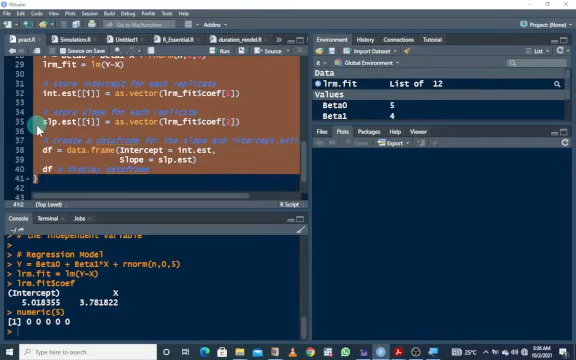 RStudio
File Edit Code View Plots Session Build Debug Profile Tools Help
Go to file/function
Addins
Project: (None)
pract.R
Simulation.R
Untitled1
R_Essential.R
duration_model.R
Source on Save
Run
Source
29 lrm_fit = lm(Y~X)
30
31 # store intercept for each replicate
32 int.est[[i]] = as.vector(lrm_fit$coef[1])
33
34 # store slope for each replicate
35 slp.est[[i]] = as.vector(lrm_fit$coef[2])
36
37 # create a dataframe for the slope and intercept esti
38 df = data.frame(Intercept = int.est,
39 Slope = slp.est)
40 df # display dataframe
41 }
41:2 (Top Level)
R Script
Console Terminal Jobs
~/
# the independent variable
>
> # Regression Model
> Y = Beta0 + Beta1*X + rnorm(n,0,5)
> lrm.fit = lm(Y~X)
> lrm.fit$coef
(Intercept) X
5.018355 3.781822
> numeric(5)
[1] 0 0 0 0 0
>
Environment History Connections Tutorial
Import Dataset
List
R Global Environment
Data
lrm.fit List of 12
Values
Beta0 5
Beta1 4
Files Plots Packages Help Viewer
Zoom Export
Type here to search
25°C
3:06 AM
10/2/2021